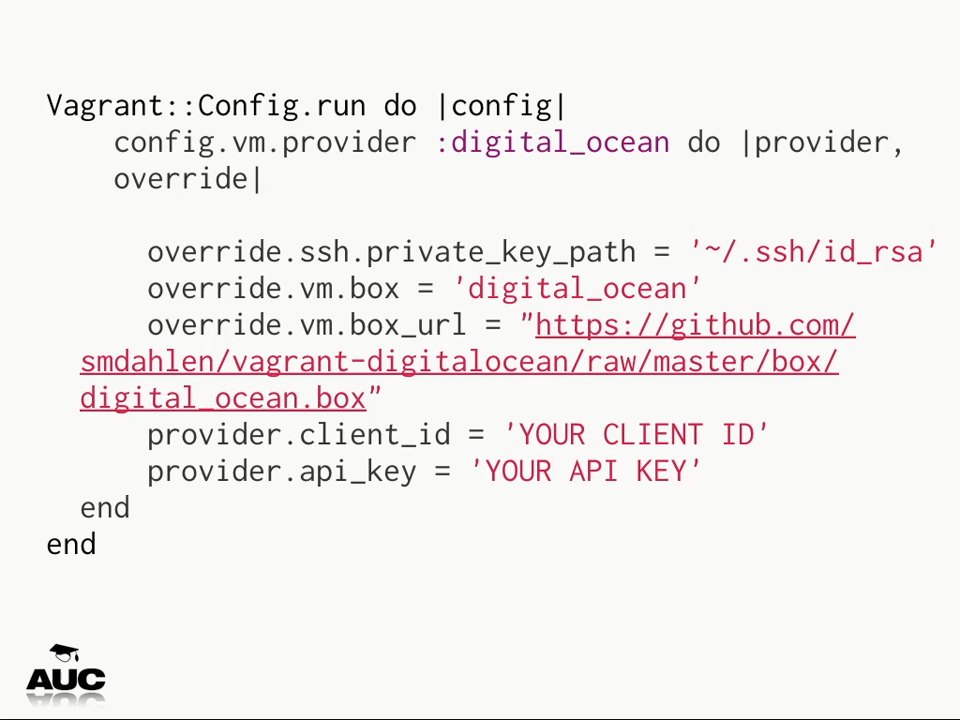 Vagrant::Config.run do |config|
config.vm.provider :digital_ocean do |provider,
override|
override.ssh.private_key_path = '~/.ssh/id_rsa'
override.vm.box = 'digital_ocean'
override.vm.box_url = "https://github.com/
smdahlen/vagrant-digitalocean/raw/master/box/
digital_ocean.box"
provider.client_id = 'YOUR CLIENT ID'
provider.api_key = 'YOUR API KEY'
end
end
AUC